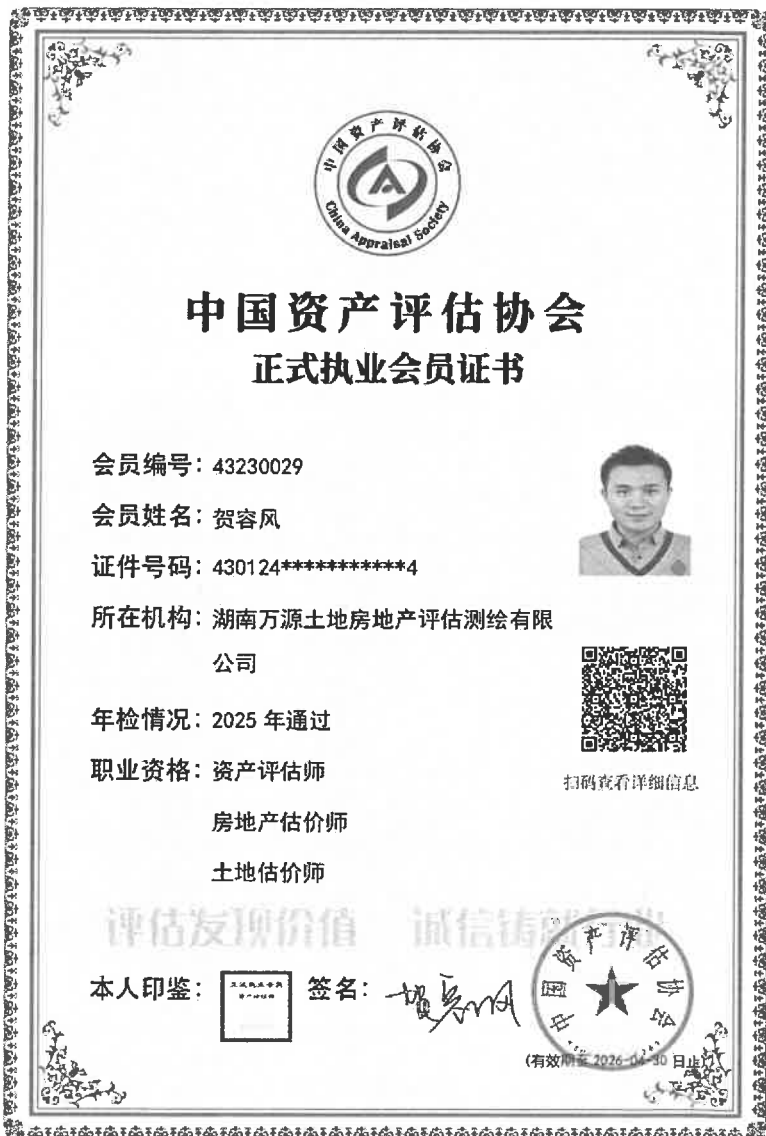 中国资产评估协会
China Appraisal Society
中国资产评估协会
正式执业会员证书
会员编号：43230029
会员姓名：贺容风
证件号码：430124***********4
所在机构：湖南万源土地房地产评估测绘有限
公司
年检情况：2025 年通过
职业资格：资产评估师
房地产估价师
土地估价师
扫码查看详细信息
评估发现价值 诚信铸就
本人印鉴：
签名：贺容风
中国资产评估协会
(有效期至 2026-04-30 日止)